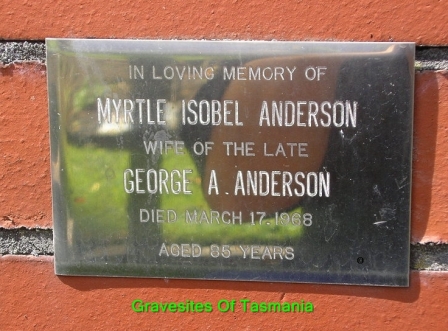 IN LOVING MEMORY OF
MYRTLE ISOBEL ANDERSON
WIFE OF THE LATE
GEORGE A. ANDERSON
DIED MARCH 17, 1968
AGED 85 YEARS
Gravesites Of Tasmania